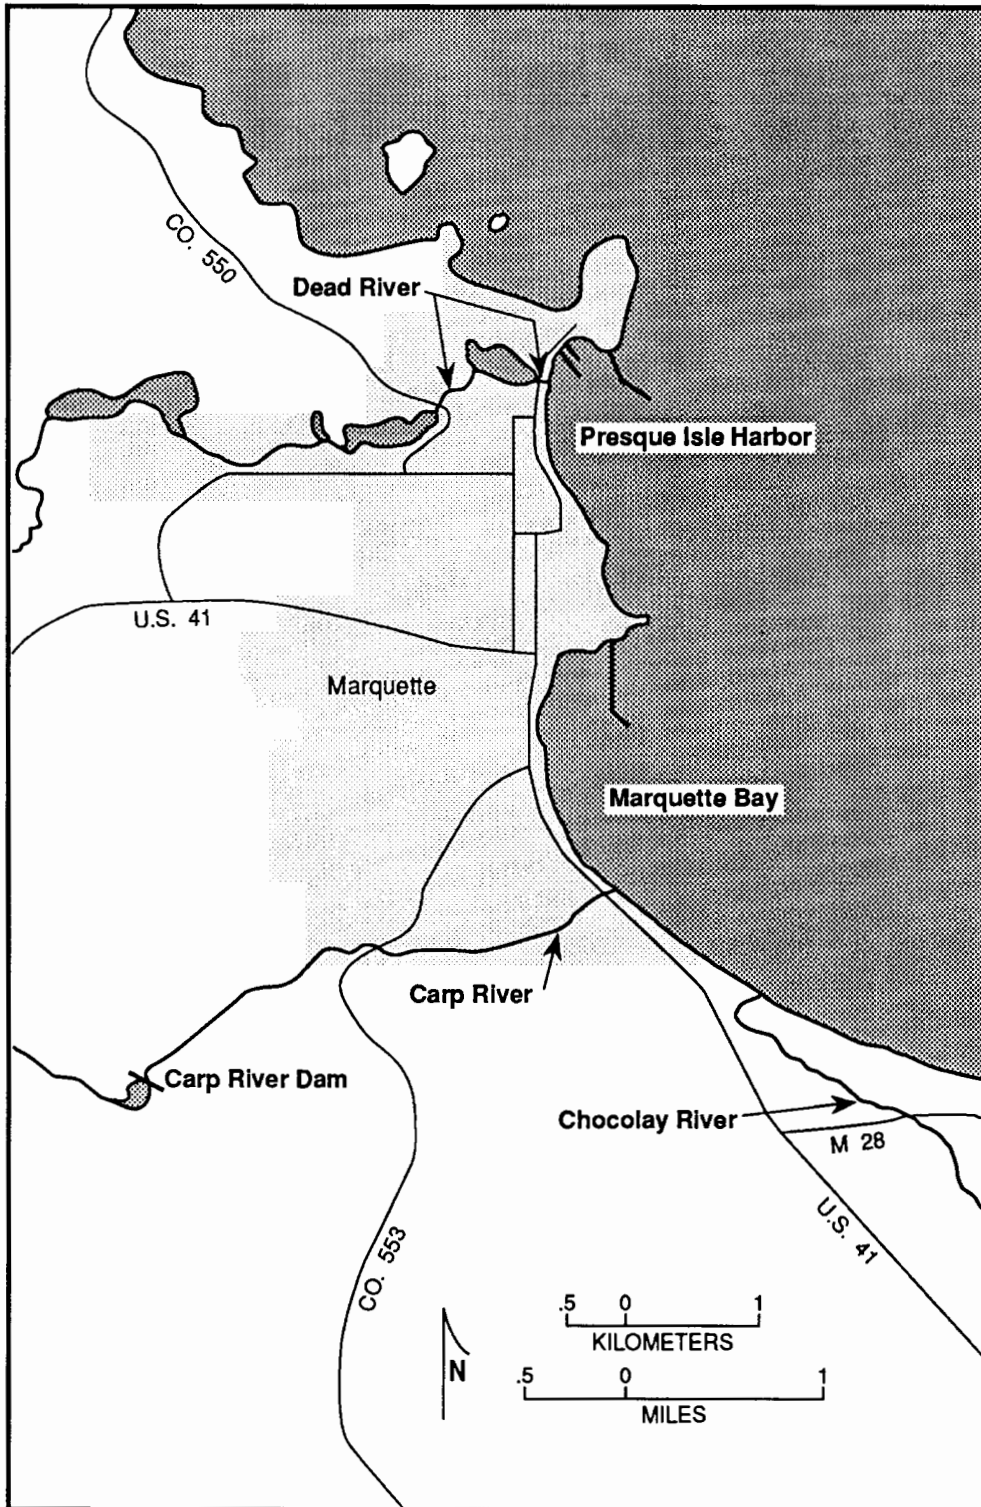 CO. 550
Dead River
Presque Isle Harbor
U.S. 41
Marquette
Marquette Bay
Carp River
Carp River Dam
Chocolay River
M 28
U.S. 41
CO. 553
.5 0 1
KILOMETERS
N
.5 0 1
MILES